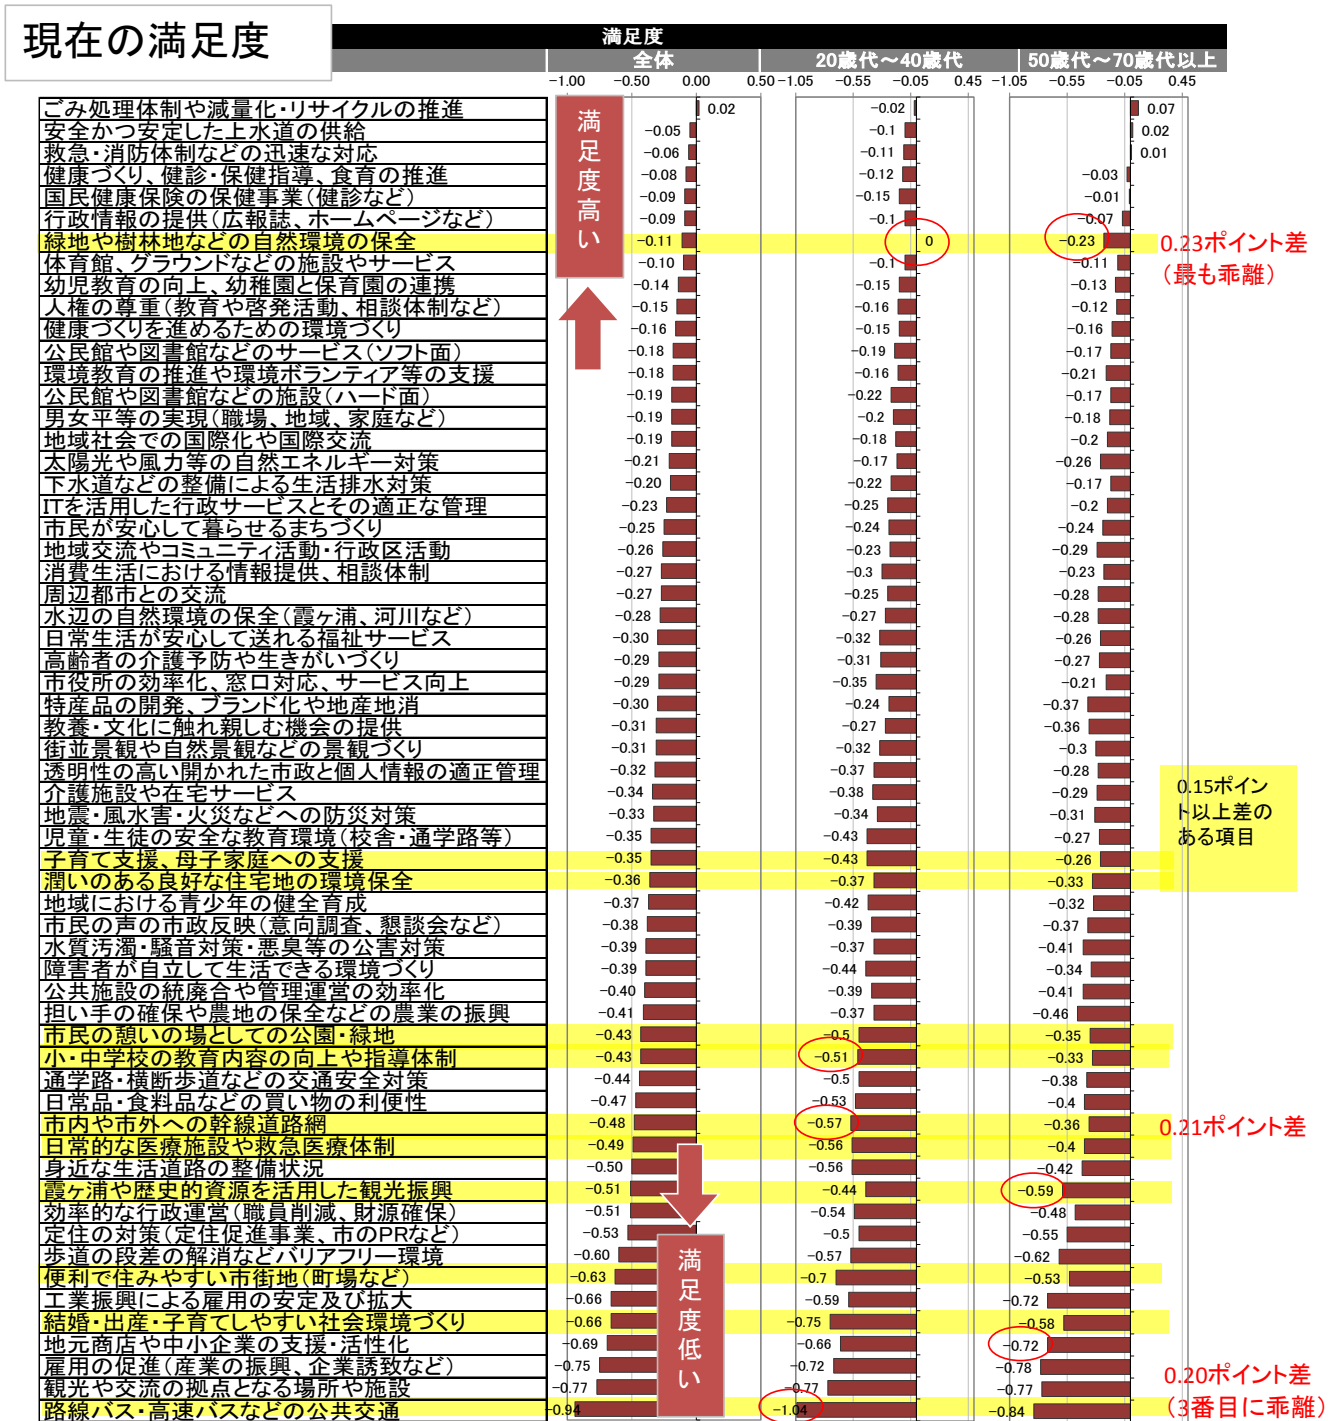 現在の満足度
満足度
全体 20歳代～40歳代 50歳代～70歳代以上
-1.00 -0.50 0.00 0.50 -1.05 -0.55 -0.05 0.45 -1.05 -0.55 -0.05 0.45
満足度高い
ごみ処理体制や減量化・リサイクルの推進 0.02 -0.02 0.07
安全かつ安定した上水道の供給 -0.05 -0.1 0.02
救急・消防体制などの迅速な対応 -0.06 -0.11 0.01
健康づくり、健診・保健指導、食育の推進 -0.08 -0.12 -0.03
国民健康保険の保健事業(健診など) -0.09 -0.15 -0.01
行政情報の提供(広報誌、ホームページなど) -0.09 -0.1 -0.07
緑地や樹林地などの自然環境の保全 -0.11 0 -0.23 0.23ポイント差
体育館、グラウンドなどの施設やサービス -0.10 -0.1 -0.11 (最も乖離)
幼児教育の向上、幼稚園と保育園の連携 -0.14 -0.15 -0.13
人権の尊重(教育や啓発活動、相談体制など) -0.15 -0.16 -0.12
健康づくりを進めるための環境づくり -0.16 -0.15 -0.16
公民館や図書館などのサービス(ソフト面) -0.18 -0.19 -0.17
環境教育の推進や環境ボランティア等の支援 -0.18 -0.16 -0.21
公民館や図書館などの施設(ハード面) -0.19 -0.22 -0.17
男女平等の実現(職場、地域、家庭など) -0.19 -0.2 -0.18
地域社会での国際化や国際交流 -0.19 -0.18 -0.2
太陽光や風力等の自然エネルギー対策 -0.21 -0.17 -0.26
下水道などの整備による生活排水対策 -0.20 -0.22 -0.17
ITを活用した行政サービスとその適正な管理 -0.23 -0.25 -0.2
市民が安心して暮らせるまちづくり -0.25 -0.24 -0.24
地域交流やコミュニティ活動・行政区活動 -0.26 -0.23 -0.29
消費生活における情報提供、相談体制 -0.27 -0.3 -0.23
周辺都市との交流 -0.27 -0.25 -0.28
水辺の自然環境の保全(霞ヶ浦、河川など) -0.28 -0.27 -0.28
日常生活が安心して送れる福祉サービス -0.30 -0.32 -0.26
高齢者の介護予防や生きがいづくり -0.29 -0.31 -0.27
市役所の効率化、窓口対応、サービス向上 -0.29 -0.35 -0.21
特産品の開発、ブランド化や地産地消 -0.30 -0.24 -0.37
教養・文化に触れ親しむ機会の提供 -0.31 -0.27 -0.36
街並景観や自然景観などの景観づくり -0.31 -0.32 -0.3
透明性の高い開かれた市政と個人情報の適正管理 -0.32 -0.37 -0.28
介護施設や在宅サービス -0.34 -0.38 -0.29
地震・風水害・火災などへの防災対策 -0.33 -0.34 -0.31
児童・生徒の安全な教育環境(校舎・通学路等) -0.35 -0.43 -0.27
0.15ポイン
ト以上差の
ある項目
子育て支援、母子家庭への支援 -0.35 -0.43 -0.26
潤いのある良好な住宅地の環境保全 -0.36 -0.37 -0.33
地域における青少年の健全育成 -0.37 -0.42 -0.32
市民の声の市政反映(意向調査、懇談会など) -0.38 -0.39 -0.37
水質汚濁・騒音対策・悪臭等の公害対策 -0.39 -0.37 -0.41
障害者が自立して生活できる環境づくり -0.39 -0.44 -0.34
公共施設の統廃合や管理運営の効率化 -0.40 -0.39 -0.41
担い手の確保や農地の保全などの農業の振興 -0.41 -0.37 -0.46
市民の憩いの場としての公園・緑地 -0.43 -0.5 -0.35
小・中学校の教育内容の向上や指導体制 -0.43 -0.51 -0.33
通学路・横断歩道などの交通安全対策 -0.44 -0.5 -0.38
日常品・食料品などの買い物の利便性 -0.47 -0.53 -0.4
市内や市外への幹線道路網 -0.48 -0.57 -0.36 0.21ポイント差
日常的な医療施設や救急医療体制 -0.49 -0.56 -0.4
身近な生活道路の整備状況 -0.50 -0.56 -0.42
霞ヶ浦や歴史的資源を活用した観光振興 -0.51 -0.44 -0.59
効率的な行政運営(職員削減、財源確保) -0.51 -0.54 -0.48
定住の対策(定住促進事業、市のPRなど) -0.53 -0.5 -0.55
歩道の段差の解消などバリアフリー環境 -0.60 -0.57 -0.62
満足度低い
便利で住みやすい市街地(町場など) -0.63 -0.7 -0.53
工業振興による雇用の安定及び拡大 -0.66 -0.59 -0.72
結婚・出産・子育てしやすい社会環境づくり -0.66 -0.75 -0.58
地元商店や中小企業の支援・活性化 -0.69 -0.66 -0.72
雇用の促進(産業の振興、企業誘致など) -0.75 -0.72 -0.78 0.20ポイント差
観光や交流の拠点となる場所や施設 -0.77 -0.77 -0.77 (3番目に乖離)
路線バス・高速バスなどの公共交通 -0.94 -1.04 -0.84